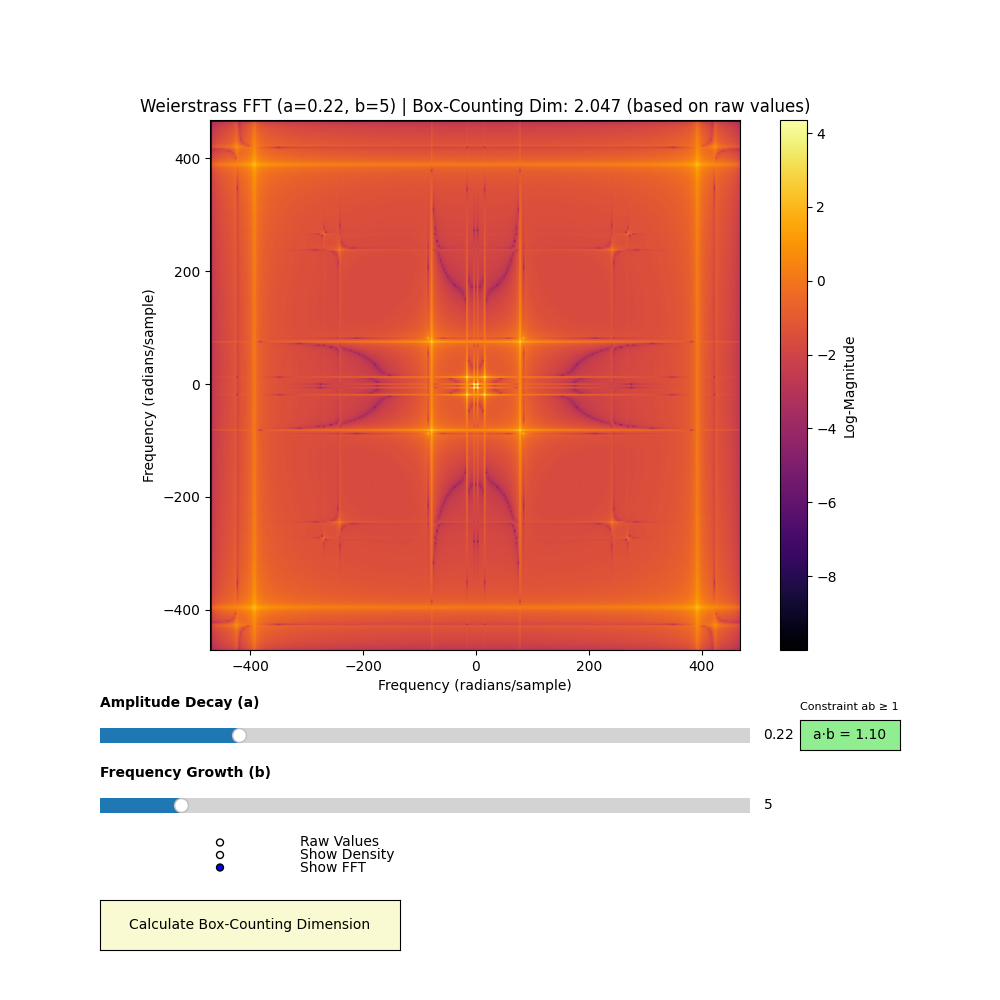 Weierstrass FFT (a=0.22, b=5) | Box-Counting Dim: 2.047 (based on raw values)
400
200
0
−200
−400
Frequency (radians/sample)
−400
−200
0
200
400
Frequency (radians/sample)
4
2
0
−2
−4
−6
−8
Log-Magnitude
Amplitude Decay (a)
0.22
Constraint ab ≥ 1
a·b = 1.10
Frequency Growth (b)
5
Raw Values
Show Density
Show FFT
Calculate Box-Counting Dimension